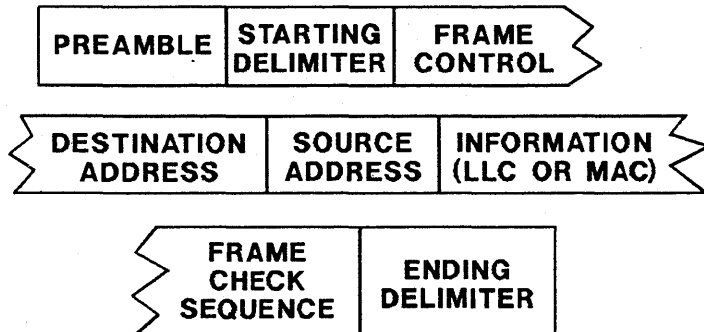 PREAMBLE
STARTING
DELIMITER
FRAME
CONTROL
DESTINATION
ADDRESS
SOURCE
ADDRESS
INFORMATION
(LLC OR MAC)
FRAME
CHECK
SEQUENCE
ENDING
DELIMITER